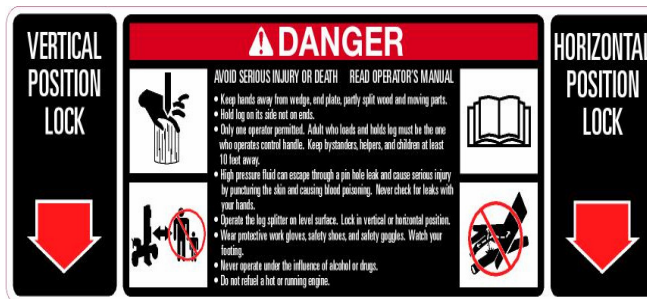 VERTICAL
POSITION
LOCK
DANGER
AVOID SERIOUS INJURY OR DEATH READ OPERATOR'S MANUAL
• Keep hands away from wedge, end plate, partly split wood and moving parts.
• Hold log on its side not on ends.
• Only one operator permitted. Adult who loads and holds log must be the one
who operates control handle. Keep bystanders, helpers, and children at least
10 feet away.
• High pressure fluid can escape through a pin hole leak and cause serious injury
by puncturing the skin and causing blood poisoning. Never check for leaks with
your hands.
• Operate the log splitter on level surface. Lock in vertical or horizontal position.
• Wear protective work gloves, safety shoes, and safety goggles. Watch your
footing.
• Never operate under the influence of alcohol or drugs.
• Do not refuel a hot or running engine.
HORIZONTAL
POSITION
LOCK